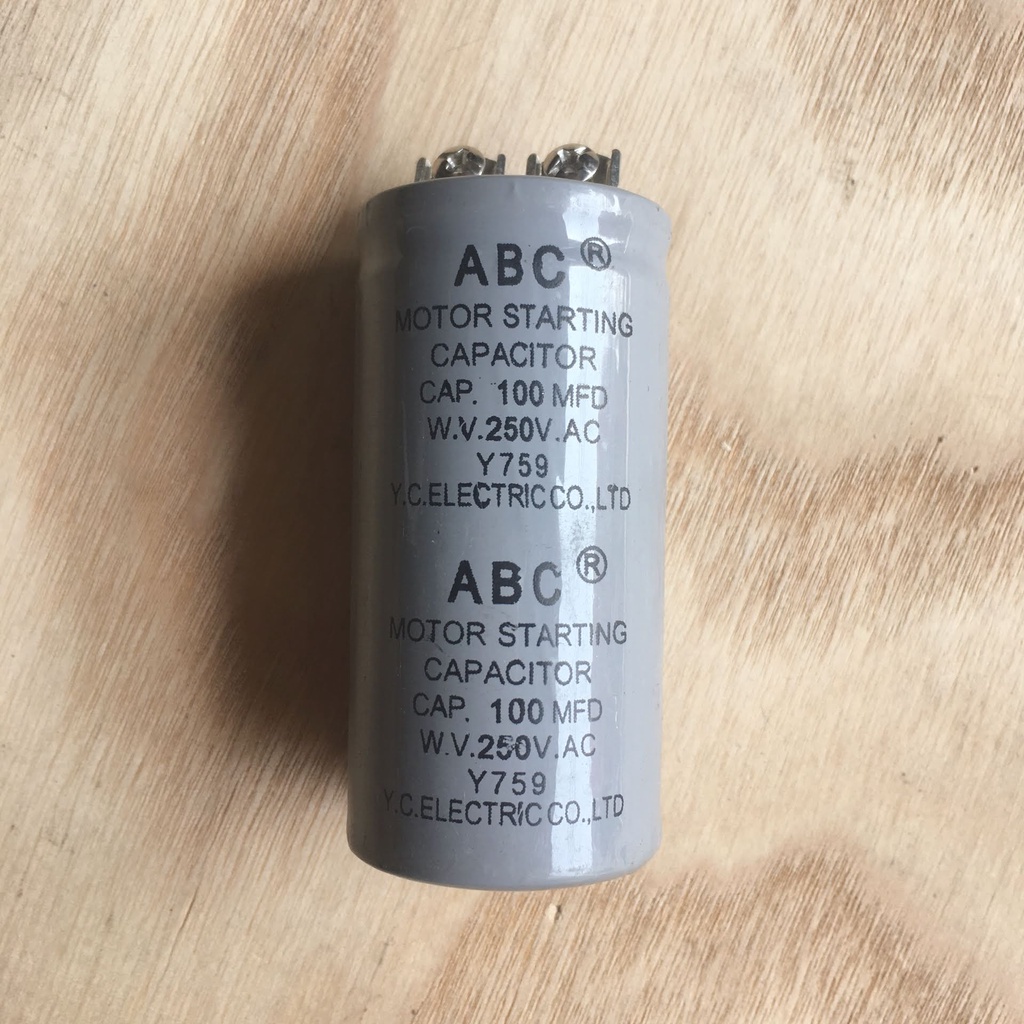 ABC ®
MOTOR STARTING
CAPACITOR
CAP. 100 MFD
W.V.250V.AC
Y759
Y.C.ELECTRIC CO.,LTD
ABC ®
MOTOR STARTING
CAPACITOR
CAP. 100 MFD
W.V.250V.AC
Y759
Y.C.ELECTRIC CO.,LTD